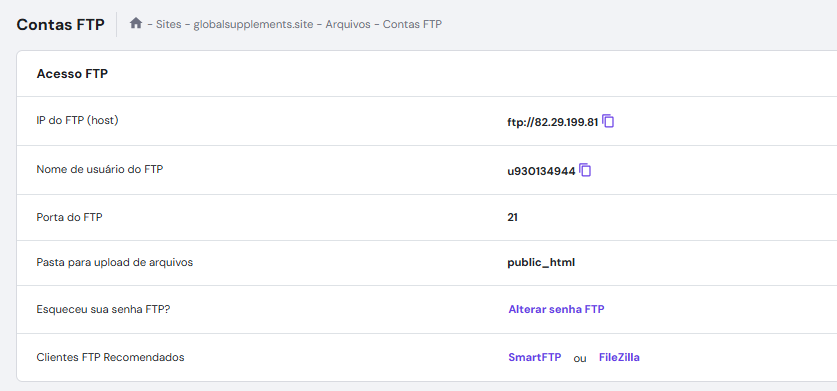 Contas FTP - Sites - globalsupplements.site - Arquivos - Contas FTP
Acesso FTP
IP do FTP (host) ftp://82.29.199.81
Nome de usuário do FTP u930134944
Porta do FTP 21
Pasta para upload de arquivos public_html
Esqueceu sua senha FTP? Alterar senha FTP
Clientes FTP Recomendados SmartFTP ou FileZilla